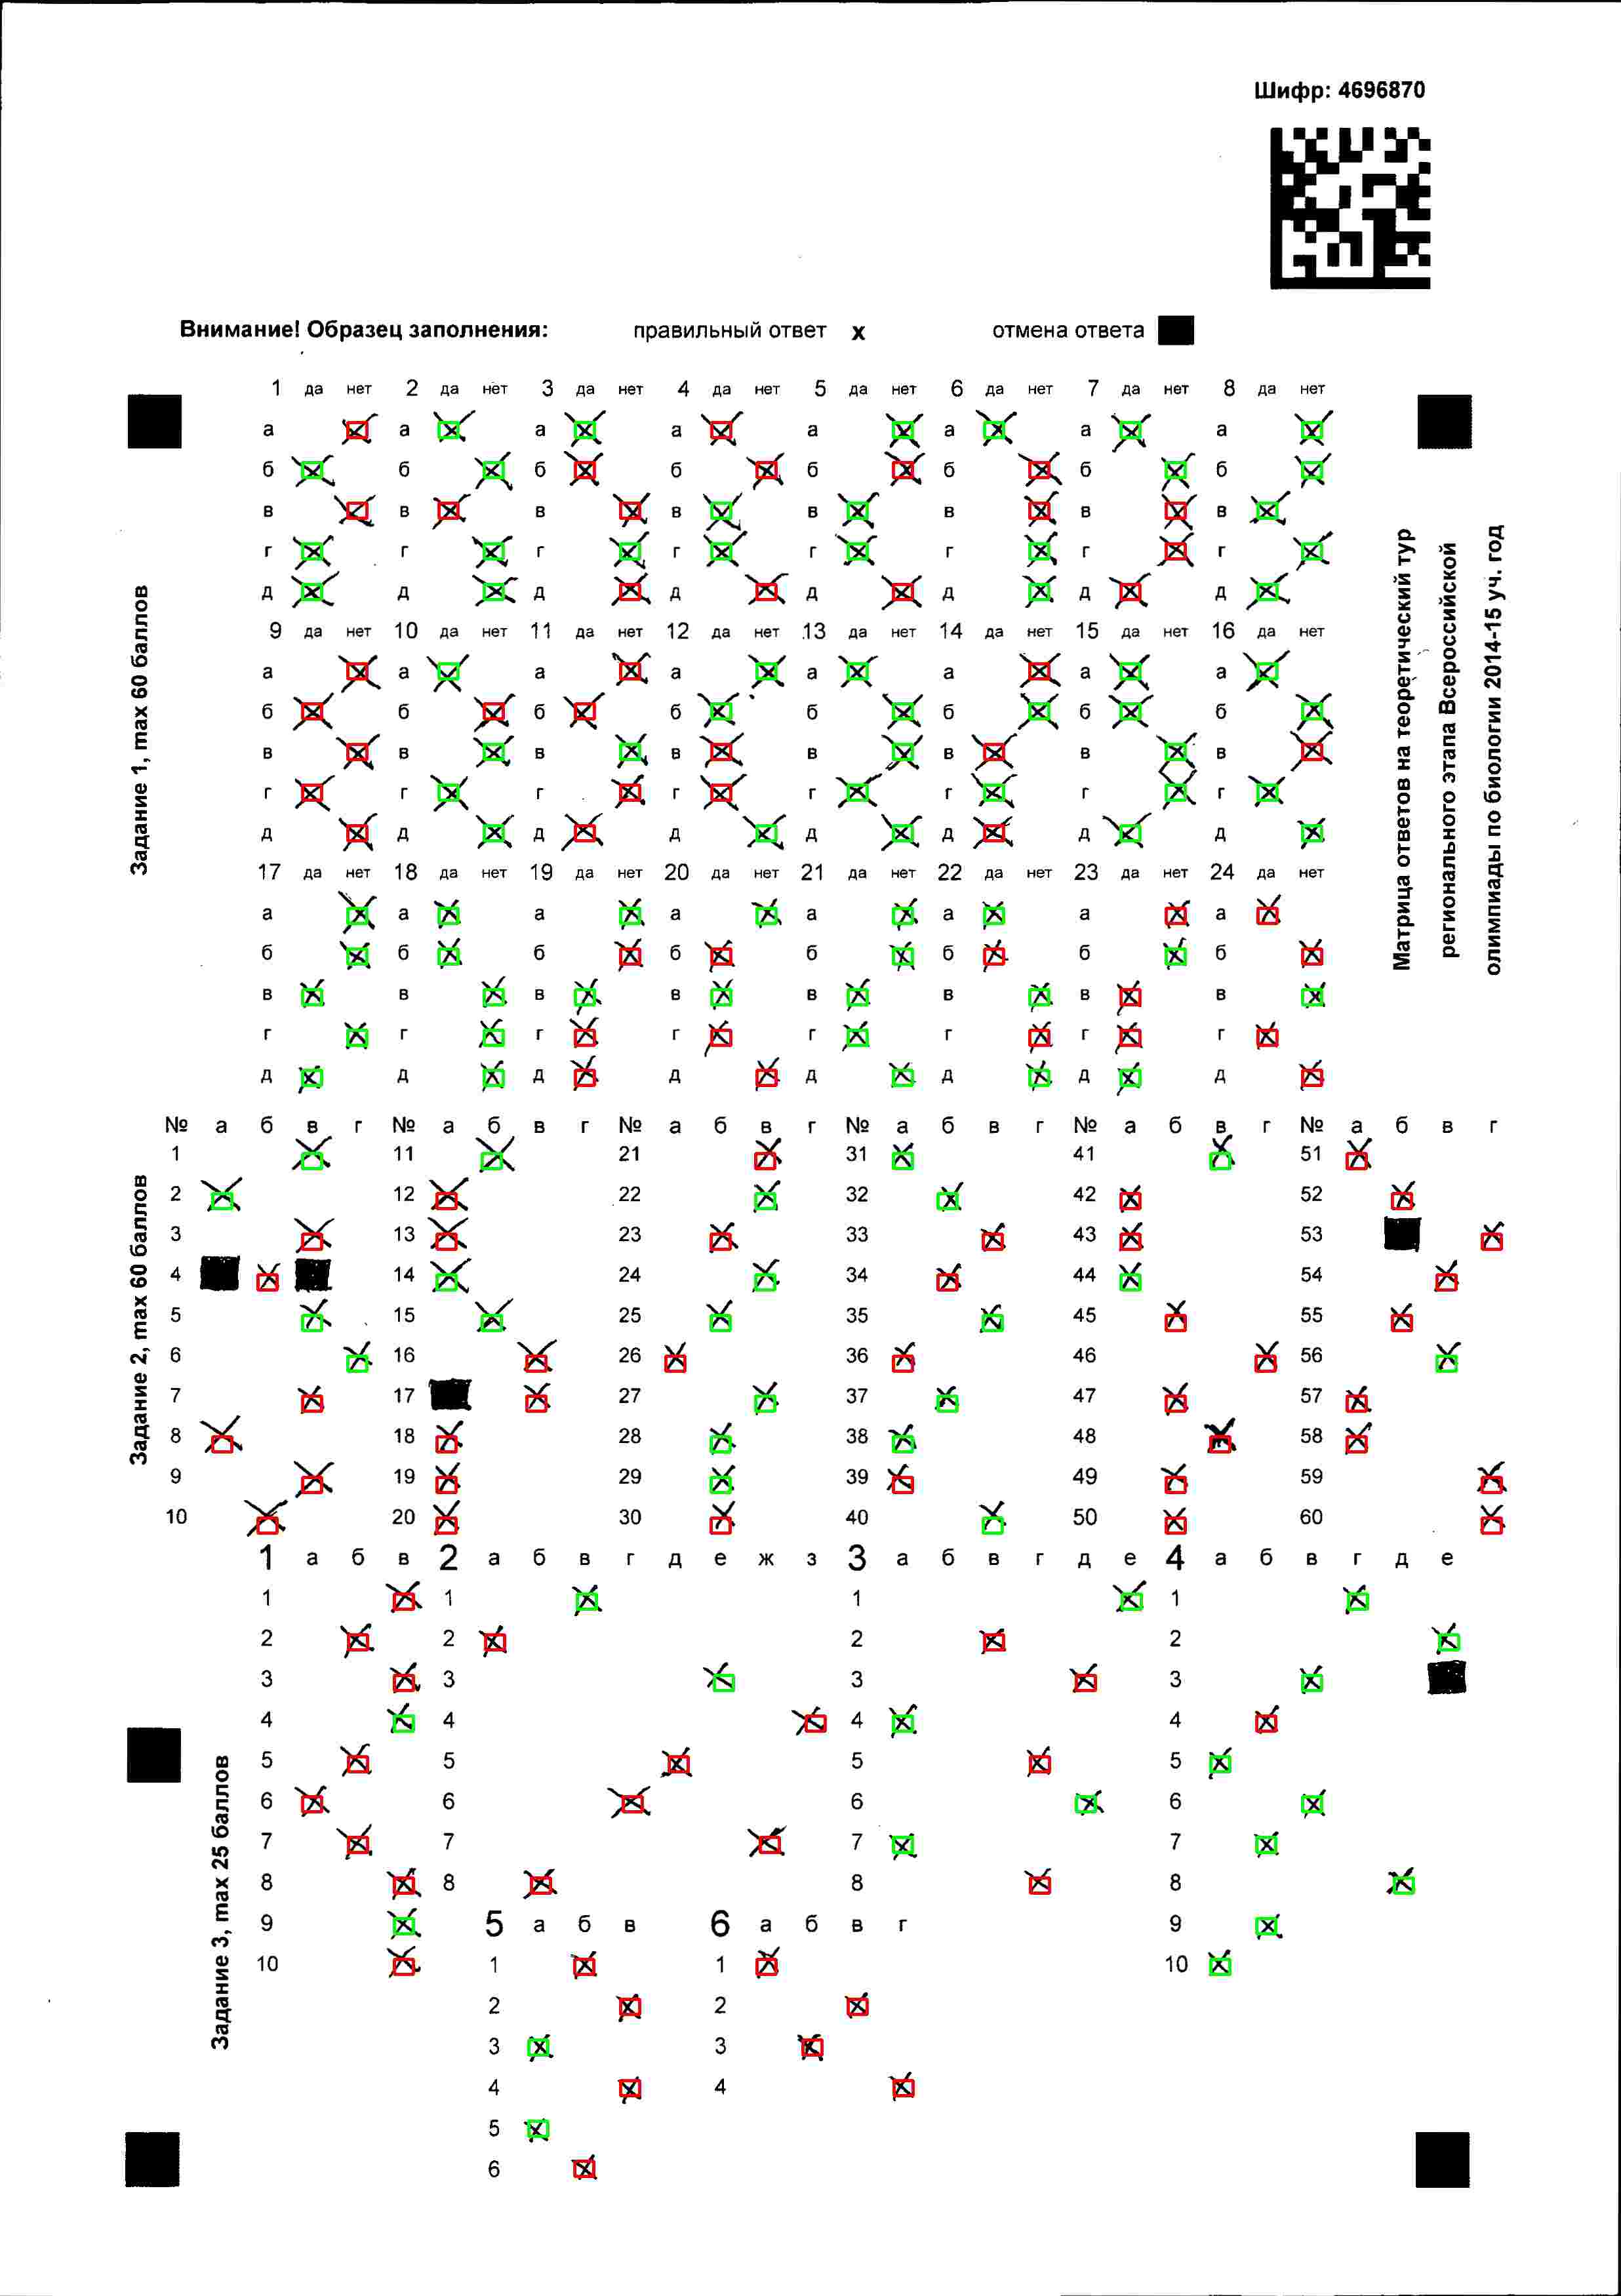 Шифр: 4696870
Внимание! Образец заполнения: правильный ответ x отмена ответа
1 да нет 2 да нет 3 да нет 4 да нет 5 да нет 6 да нет 7 да нет 8 да нет
а а а а а а а а
б б б б б б б б
в в в в в в в в
г г г г г г г г
д д д д д д д д
9 да нет 10 да нет 11 да нет 12 да нет 13 да нет 14 да нет 15 да нет 16 да нет
а а а а а а а а
б б б б б б б б
в в в в в в в в
г г г г г г г г
д д д д д д д д
17 да нет 18 да нет 19 да нет 20 да нет 21 да нет 22 да нет 23 да нет 24 да нет
а а а а а а а а
б б б б б б б б
в в в в в в в в
г г г г г г г г
д д д д д д д д
Задание 1, max 60 баллов
Матрица ответов на теоретический тур
регионального этапа Всероссийской
олимпиады по биологии 2014-15 уч. год
№ а б в г № а б в г № а б в г № а б в г № а б в г № а б в г
1 11 21 31 41 51
2 12 22 32 42 52
3 13 23 33 43 53
4 14 24 34 44 54
5 15 25 35 45 55
6 16 26 36 46 56
7 17 27 37 47 57
8 18 28 38 48 58
9 19 29 39 49 59
10 20 30 40 50 60
Задание 2, max 60 баллов
1 а б в 2 а б в г д е ж з 3 а б в г д е 4 а б в г д е
1 1 1 1
2 2 2 2
3 3 3 3
4 4 4 4
5 5 5 5
6 6 6 6
7 7 7 7
8 8 8 8
9 5 а б в 6 а б в г 9
10 1 1 10
2 2
3 3
4 4
5
6
Задание 3, max 25 баллов